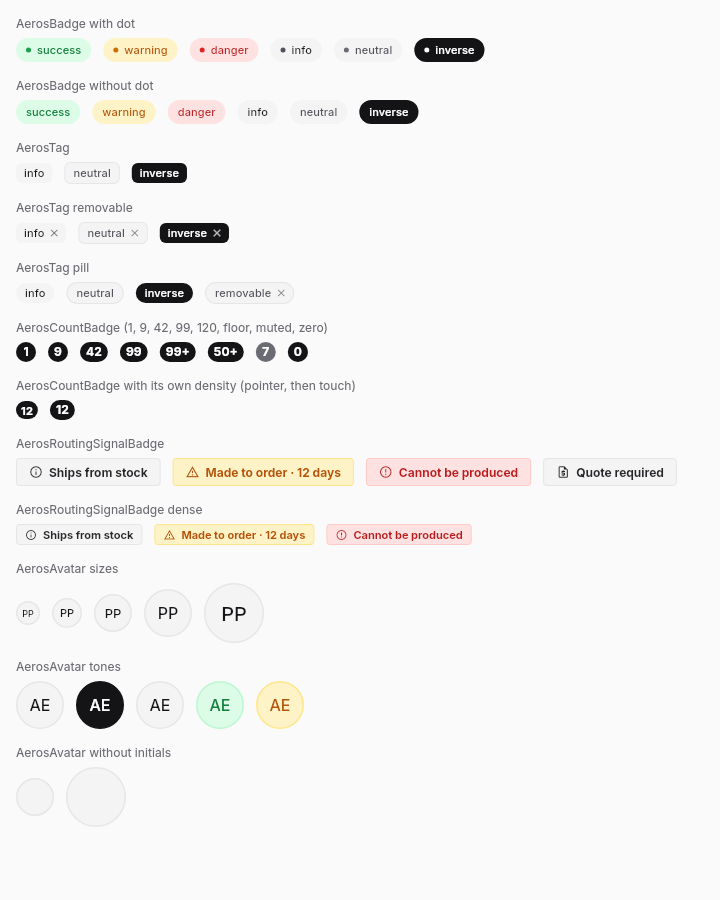 AerosBadge with dot
success warning danger info neutral inverse
AerosBadge without dot
success warning danger info neutral inverse
AerosTag
info neutral inverse
AerosTag removable
info neutral inverse
AerosTag pill
info neutral inverse removable
AerosCountBadge (1, 9, 42, 99, 120, floor, muted, zero)
1 9 42 99 99+ 50+ 7 0
AerosCountBadge with its own density (pointer, then touch)
12 12
AerosRoutingSignalBadge
Ships from stock Made to order · 12 days Cannot be produced Quote required
AerosRoutingSignalBadge dense
Ships from stock Made to order · 12 days Cannot be produced
AerosAvatar sizes
PP PP PP PP PP
AerosAvatar tones
AE AE AE AE AE
AerosAvatar without initials